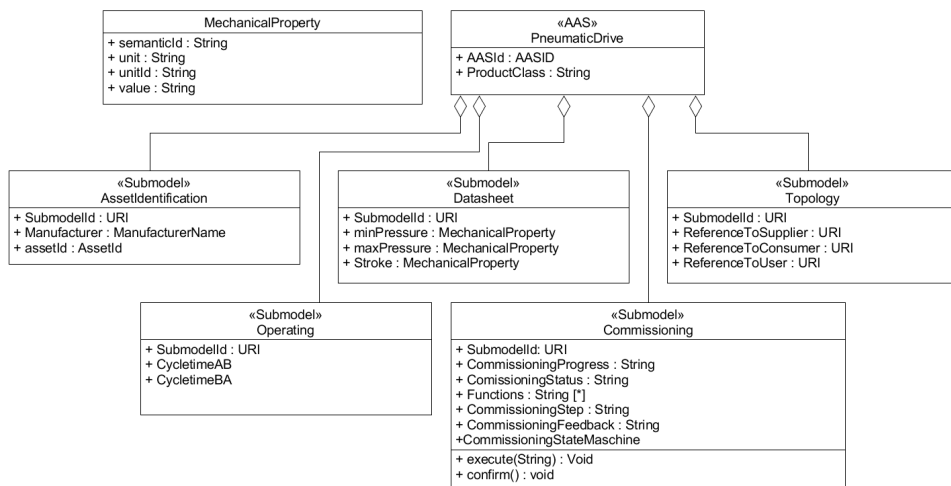 MechanicalProperty
+ semanticId : String
+ unit : String
+ unitId : String
+ value : String
«AAS»
PneumaticDrive
+ AASId : AASID
+ ProductClass : String
«Submodel»
AssetIdentification
+ SubmodelId : URI
+ Manufacturer : ManufacturerName
+ assetId : AssetId
«Submodel»
Datasheet
+ SubmodelId : URI
+ minPressure : MechanicalProperty
+ maxPressure : MechanicalProperty
+ Stroke : MechanicalProperty
«Submodel»
Topology
+ SubmodelId : URI
+ ReferenceToSupplier : URI
+ ReferenceToConsumer : URI
+ ReferenceToUser : URI
«Submodel»
Operating
+ SubmodelId : URI
+ CycletimeAB
+ CycletimeBA
«Submodel»
Commissioning
+ SubmodelId: URI
+ CommissioningProgress : String
+ ComissioningStatus : String
+ Functions : String [*]
+ CommissioningStep : String
+ CommissioningFeedback : String
+CommissioningStateMaschine
+ execute(String) : Void
+ confirm() : void